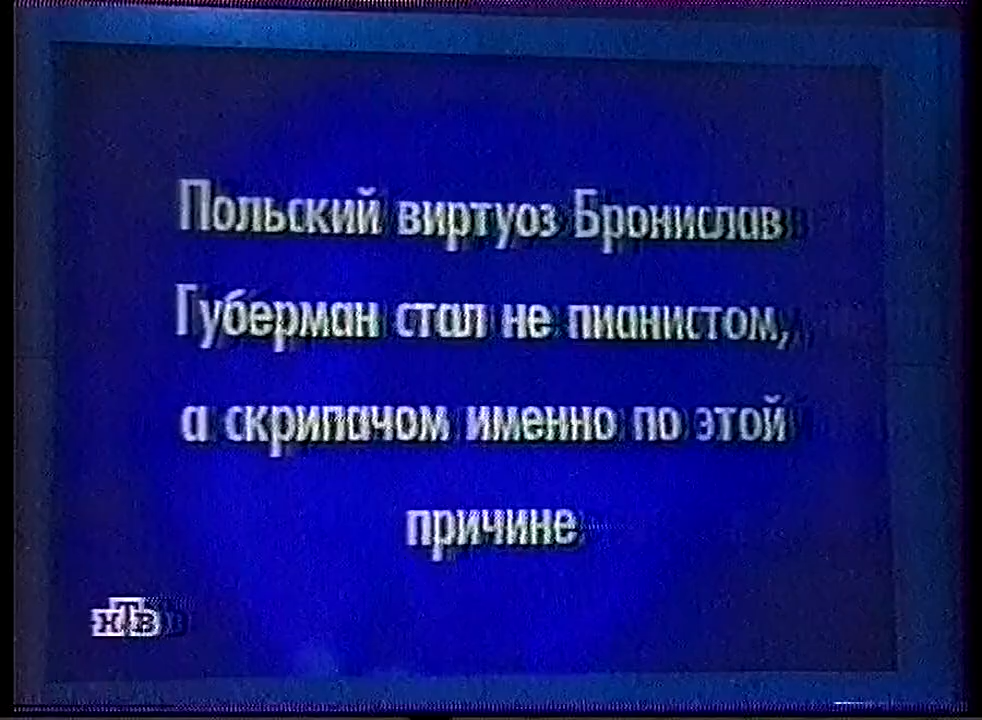 Польский виртуоз Бронислав
Губерман стал не пианистом,
а скрипачом именно по этой
причине
НТВ